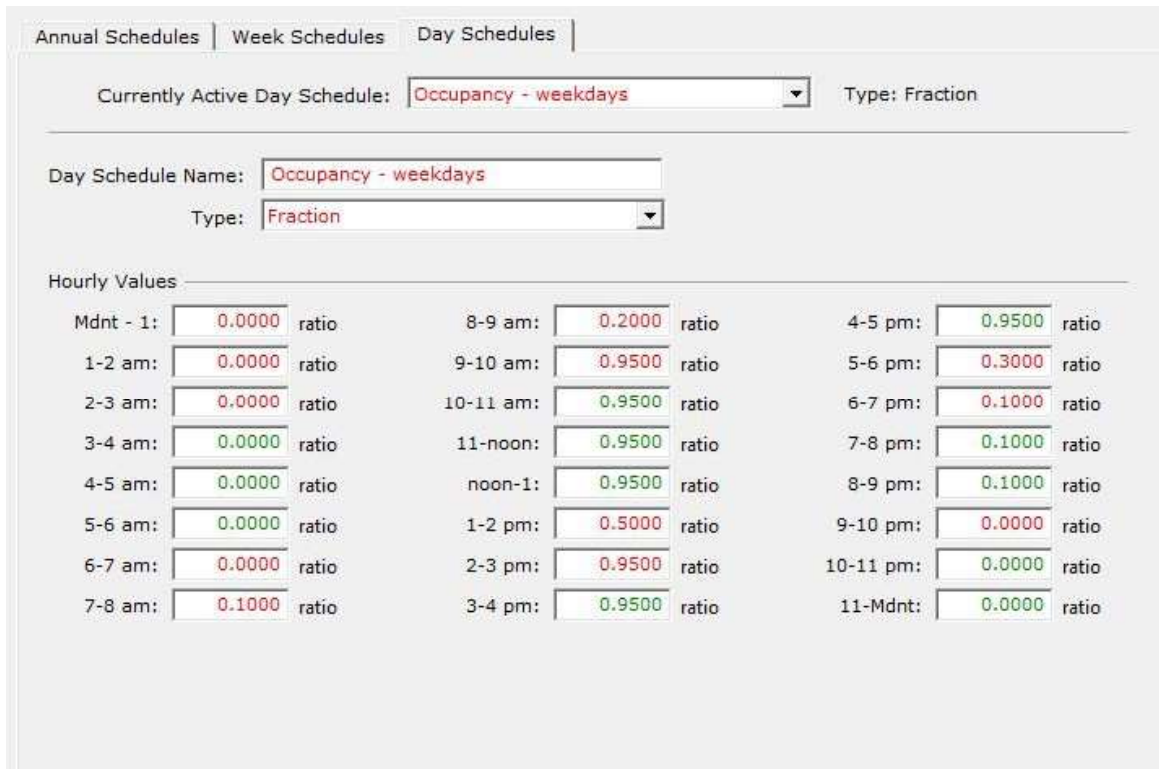 Annual Schedules | Week Schedules Day Schedules
Currently Active Day Schedule: Occupancy - weekdays Type: Fraction
Day Schedule Name: Occupancy - weekdays
Type: Fraction
Hourly Values
Mdnt - 1: 0.0000 ratio 8-9 am: 0.2000 ratio 4-5 pm: 0.9500 ratio
1-2 am: 0.0000 ratio 9-10 am: 0.9500 ratio 5-6 pm: 0.3000 ratio
2-3 am: 0.0000 ratio 10-11 am: 0.9500 ratio 6-7 pm: 0.1000 ratio
3-4 am: 0.0000 ratio 11-noon: 0.9500 ratio 7-8 pm: 0.1000 ratio
4-5 am: 0.0000 ratio noon-1: 0.9500 ratio 8-9 pm: 0.1000 ratio
5-6 am: 0.0000 ratio 1-2 pm: 0.5000 ratio 9-10 pm: 0.0000 ratio
6-7 am: 0.0000 ratio 2-3 pm: 0.9500 ratio 10-11 pm: 0.0000 ratio
7-8 am: 0.1000 ratio 3-4 pm: 0.9500 ratio 11-Mdnt: 0.0000 ratio